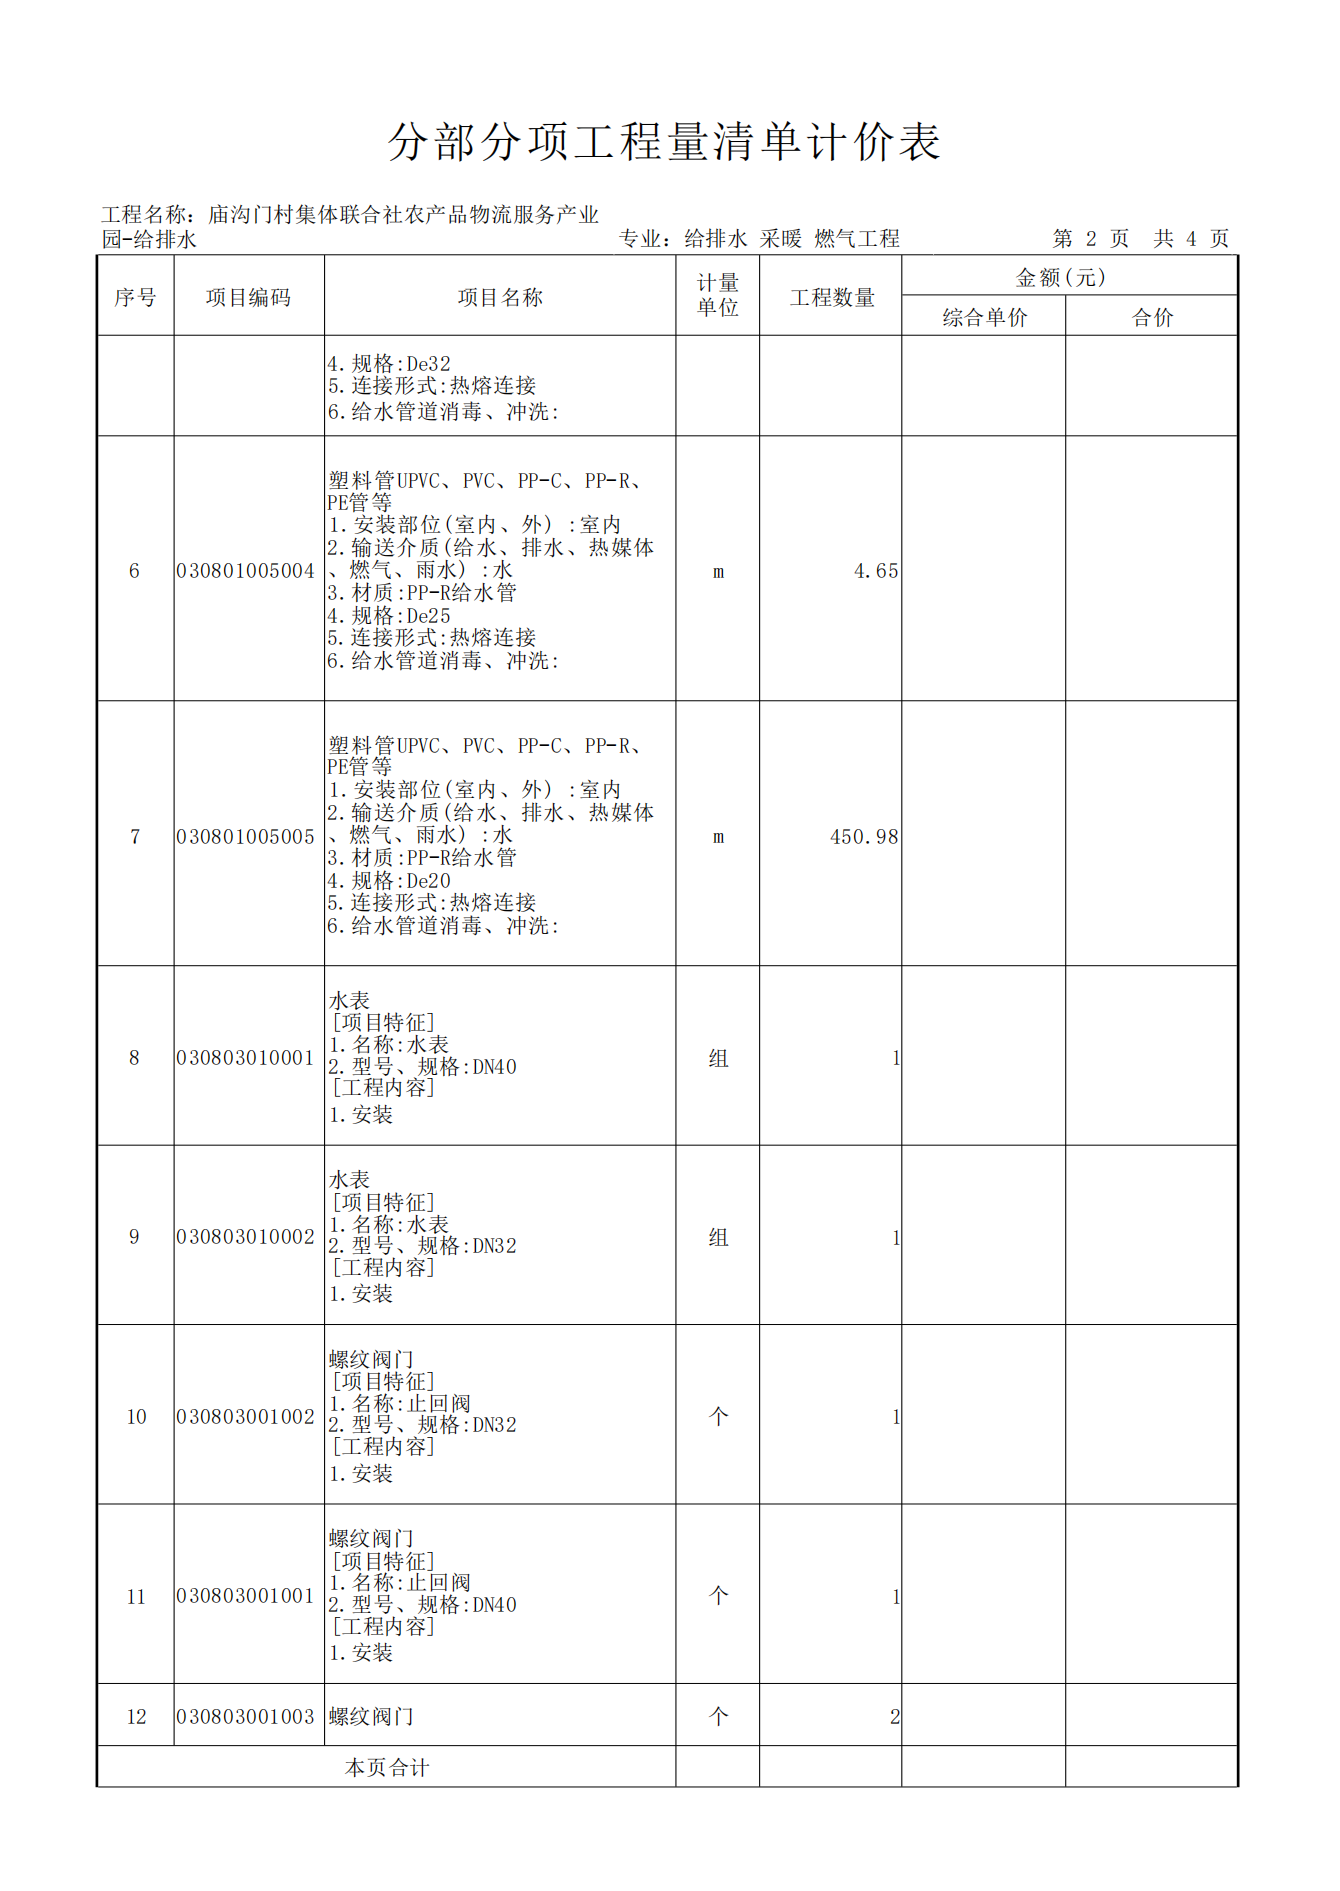 分部分项工程量清单计价表
工程名称：庙沟门村集体联合社农产品物流服务产业
园-给排水
专业：给排水 采暖 燃气工程
第 2 页 共 4 页
序号
项目编码
项目名称
计量
单位
工程数量
金额(元)
综合单价
合价
4.规格:De32
5.连接形式:热熔连接
6.给水管道消毒、冲洗:
6
030801005004
塑料管UPVC、PVC、PP-C、PP-R、
PE管等
1.安装部位(室内、外) :室内
2.输送介质(给水、排水、热媒体
、燃气、雨水) :水
3.材质:PP-R给水管
4.规格:De25
5.连接形式:热熔连接
6.给水管道消毒、冲洗:
m
4.65
7
030801005005
塑料管UPVC、PVC、PP-C、PP-R、
PE管等
1.安装部位(室内、外) :室内
2.输送介质(给水、排水、热媒体
、燃气、雨水) :水
3.材质:PP-R给水管
4.规格:De20
5.连接形式:热熔连接
6.给水管道消毒、冲洗:
m
450.98
8
030803010001
水表
[项目特征]
1.名称:水表
2.型号、规格:DN40
[工程内容]
1.安装
组
1
9
030803010002
水表
[项目特征]
1.名称:水表
2.型号、规格:DN32
[工程内容]
1.安装
组
1
10
030803001002
螺纹阀门
[项目特征]
1.名称:止回阀
2.型号、规格:DN32
[工程内容]
1.安装
个
1
11
030803001001
螺纹阀门
[项目特征]
1.名称:止回阀
2.型号、规格:DN40
[工程内容]
1.安装
个
1
12
030803001003
螺纹阀门
个
2
本页合计